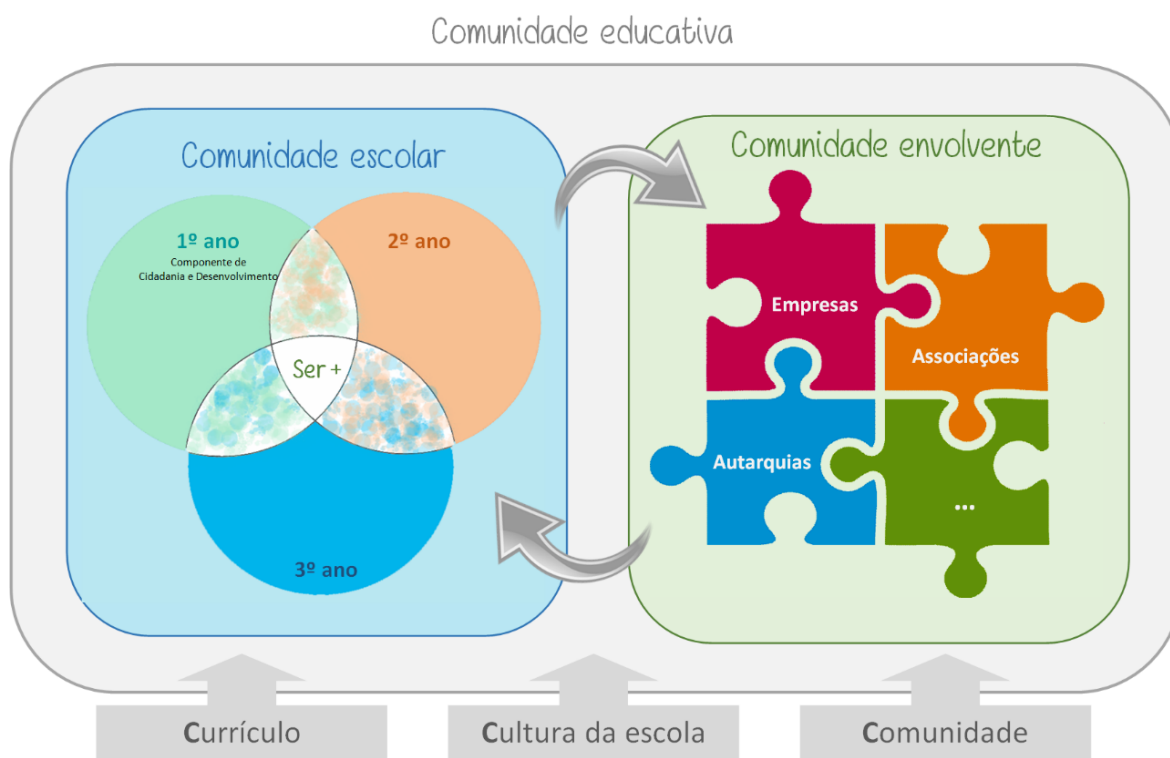 Comunidade educativa
Comunidade escolar
1º ano
Componente de
Cidadania e Desenvolvimento
2º ano
Ser +
3º ano
Comunidade envolvente
Empresas
Associações
Autarquias
...
Currículo
Cultura da escola
Comunidade